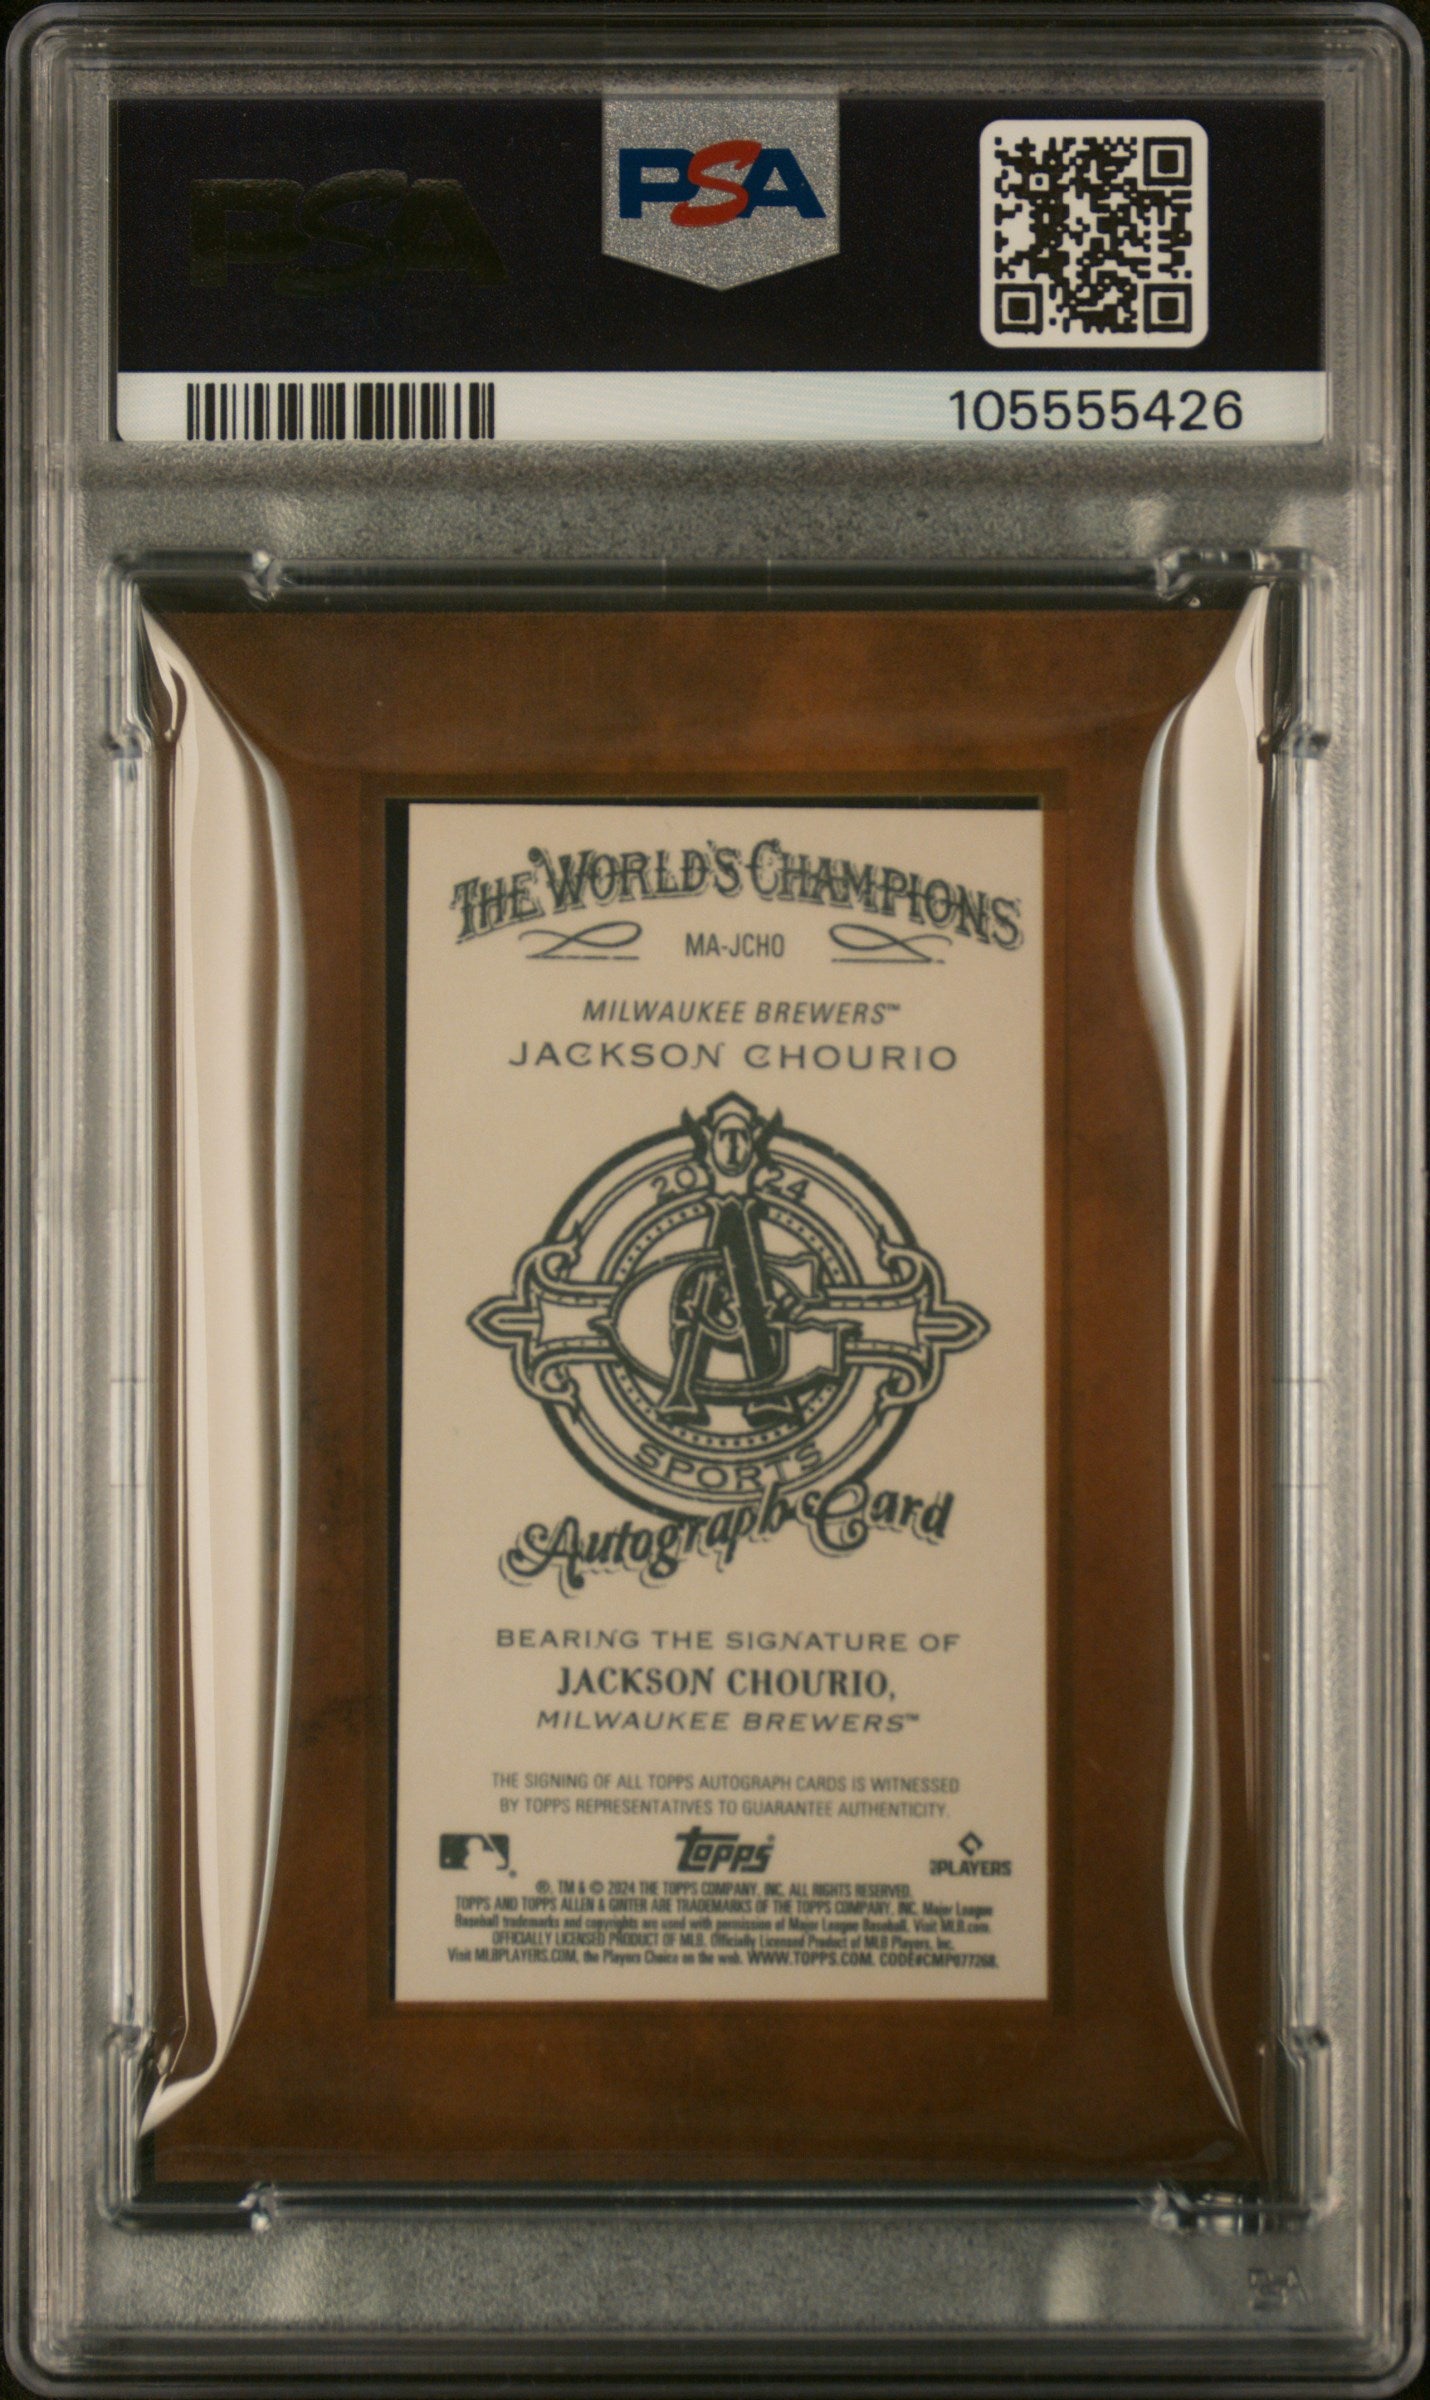 PSA
PSA
105555426
THE WORLD'S CHAMPIONS
MA-JCHO
MILWAUKEE BREWERS™
JACKSON CHOURIO
T
20 24
A&G
SPORTS
Autograph Card
BEARING THE SIGNATURE OF
JACKSON CHOURIO,
MILWAUKEE BREWERS™
THE SIGNING OF ALL TOPPS AUTOGRAPH CARDS IS WITNESSED
BY TOPPS REPRESENTATIVES TO GUARANTEE AUTHENTICITY.
topps
PLAYERS
®, TM & © 2024 THE TOPPS COMPANY, INC. ALL RIGHTS RESERVED.
TOPPS AND TOPPS ALLEN & GINTER ARE TRADEMARKS OF THE TOPPS COMPANY, INC. Major League
Baseball trademarks and copyrights are used with permission of Major League Baseball. Visit MLB.com.
OFFICIALLY LICENSED PRODUCT OF MLB. Officially Licensed Product of MLB Players, Inc.
Visit MLBPLAYERS.COM, the Players Choice on the web. WWW.TOPPS.COM. CODE#CMP077268.
PSA